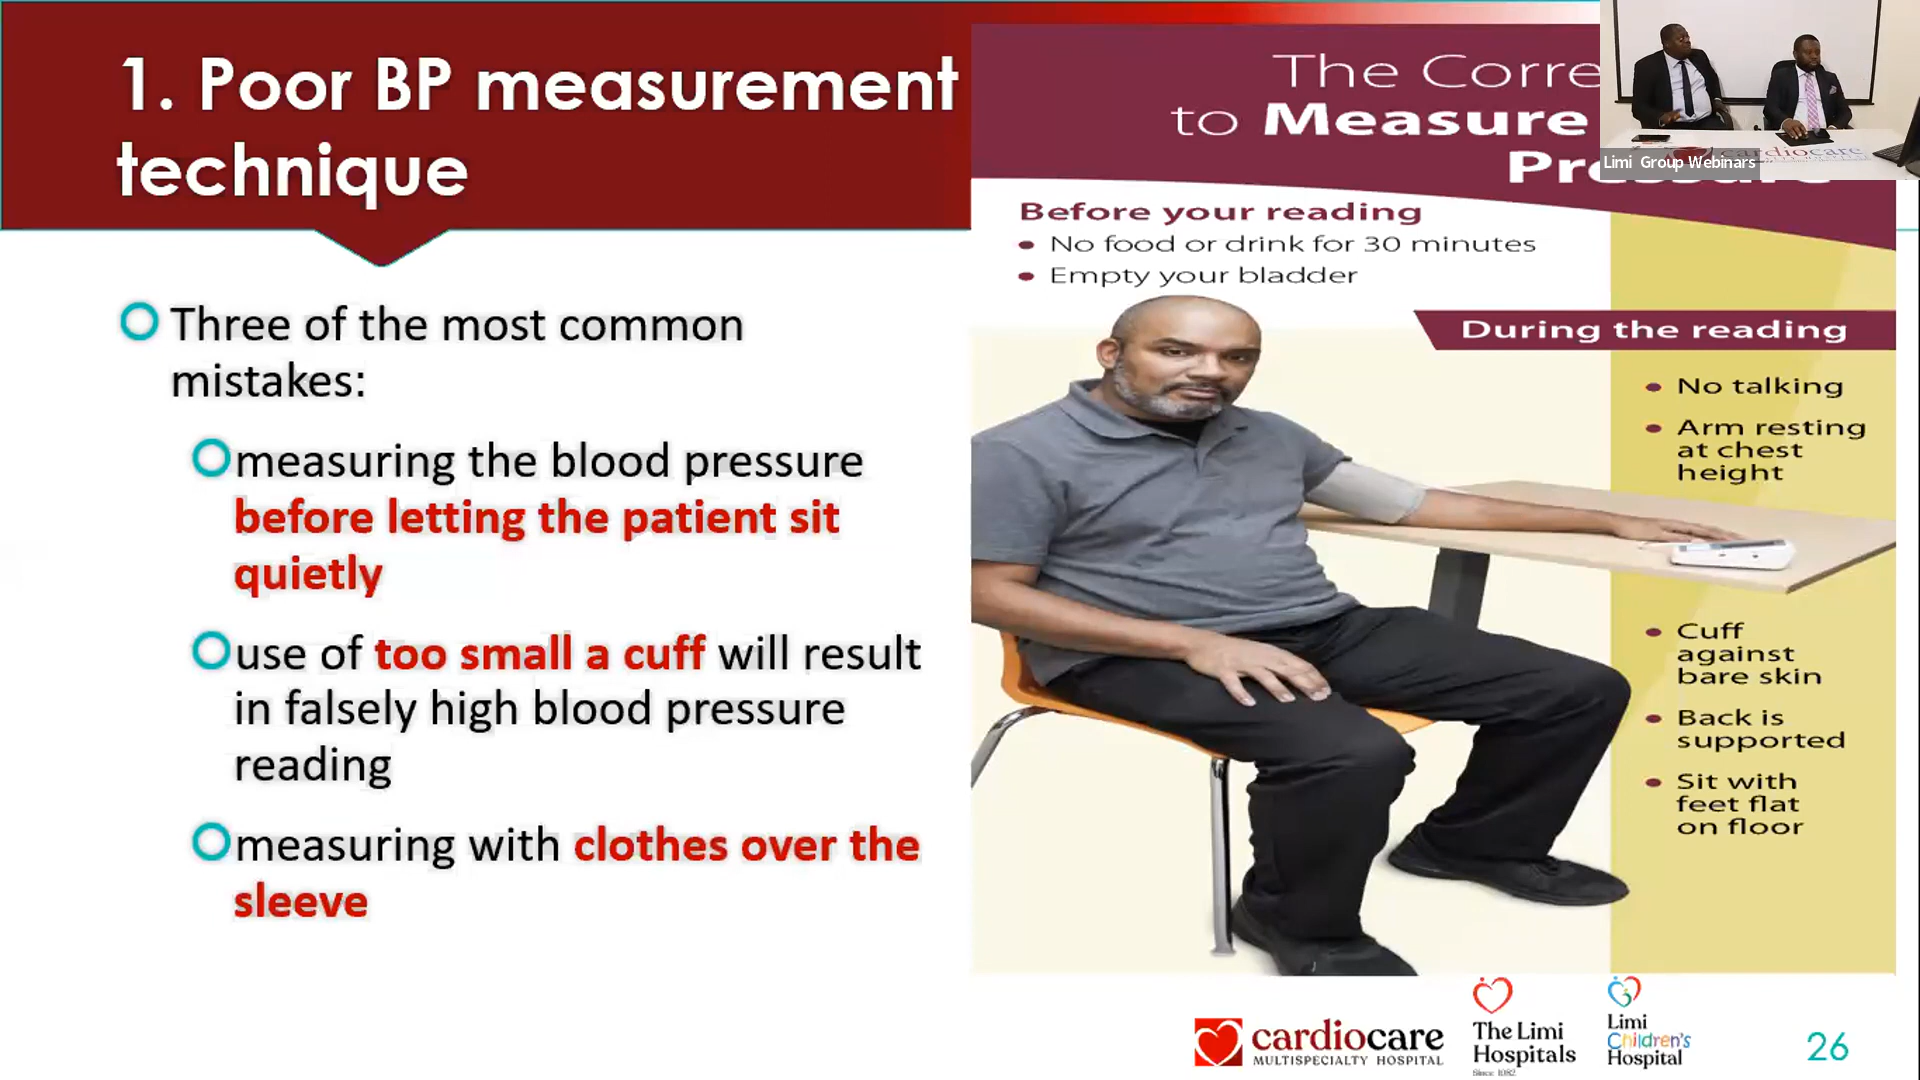 1. Poor BP measurement
technique
Three of the most common
mistakes:
measuring the blood pressure
before letting the patient sit
quietly
use of too small a cuff will result
in falsely high blood pressure
reading
measuring with clothes over the
sleeve
The Corre
to Measure
Before your reading
No food or drink for 30 minutes
Empty your bladder
During the reading
No talking
Arm resting
at chest
height
Cuff
against
bare skin
Back is
supported
Sit with
feet flat
on floor
Limi Group Webinars
cardiocare
cardiocare
MULTISPECIALTY HOSPITAL
The Limi
Hospitals
Since 1982
Limi
Children's
Hospital
26